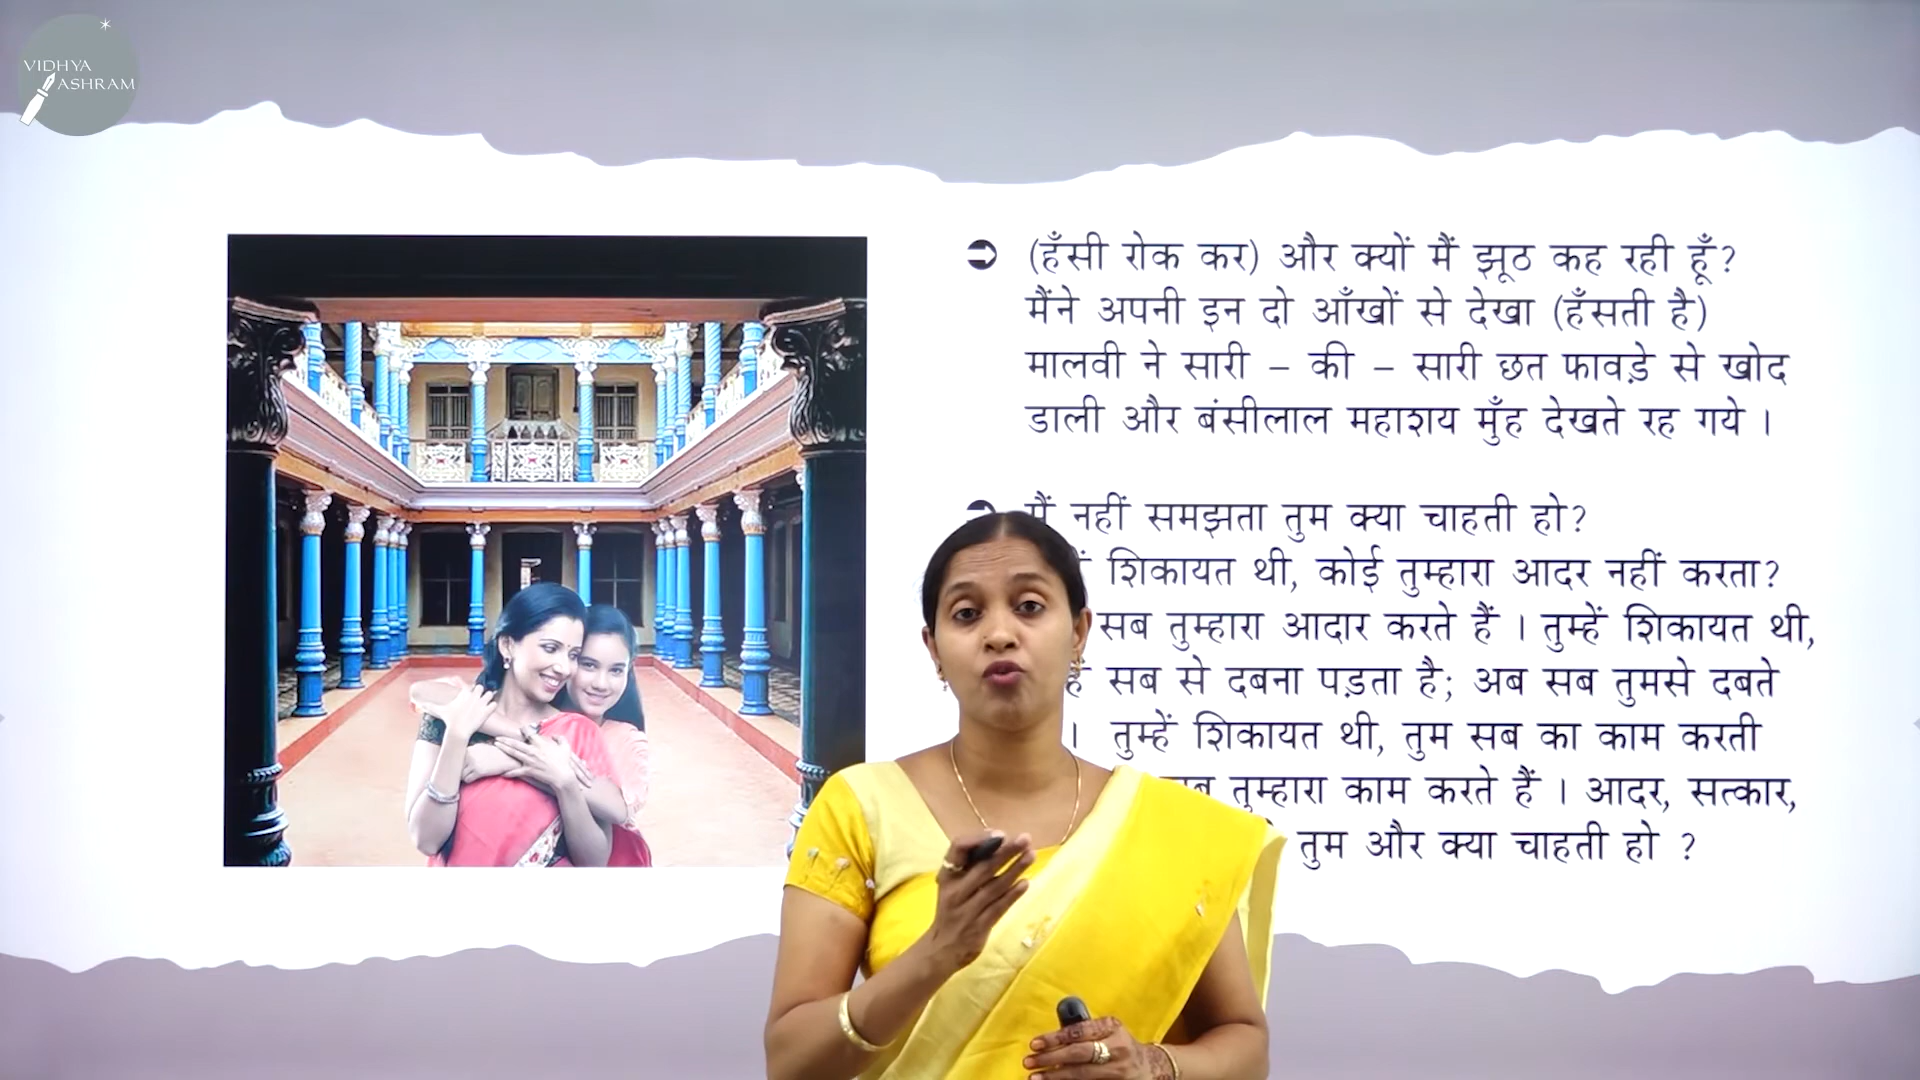 VIDHYA
ASHRAM
(हँसी रोक कर) और क्यों मैं झूठ कह रही हूँ?
मैंने अपनी इन दो आँखों से देखा (हँसती है)
मालवी ने सारी – की – सारी छत फावड़े से खोद
डाली और बंसीलाल महाशय मुँह देखते रह गये ।
मैं नहीं समझता तुम क्या चाहती हो?
शिकायत थी, कोई तुम्हारा आदर नहीं करता?
सब तुम्हारा आदार करते हैं । तुम्हें शिकायत थी,
सब से दबना पड़ता है; अब सब तुमसे दबते
। तुम्हें शिकायत थी, तुम सब का काम करती
तुम्हारा काम करते हैं । आदर, सत्कार,
तुम और क्या चाहती हो ?